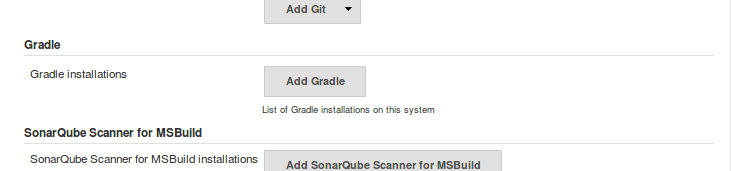 Add Git
Gradle
Gradle installations
Add Gradle
List of Gradle installations on this system
SonarQube Scanner for MSBuild
SonarQube Scanner for MSBuild installations
Add SonarQube Scanner for MSBuild